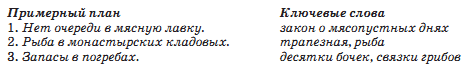 Примерный план Ключевые слова
1. Нет очереди в мясную лавку. закон о мясопустных днях
2. Рыба в монастырских кладовых. трапезная, рыба
3. Запасы в погребах. десятки бочек, связки грибов